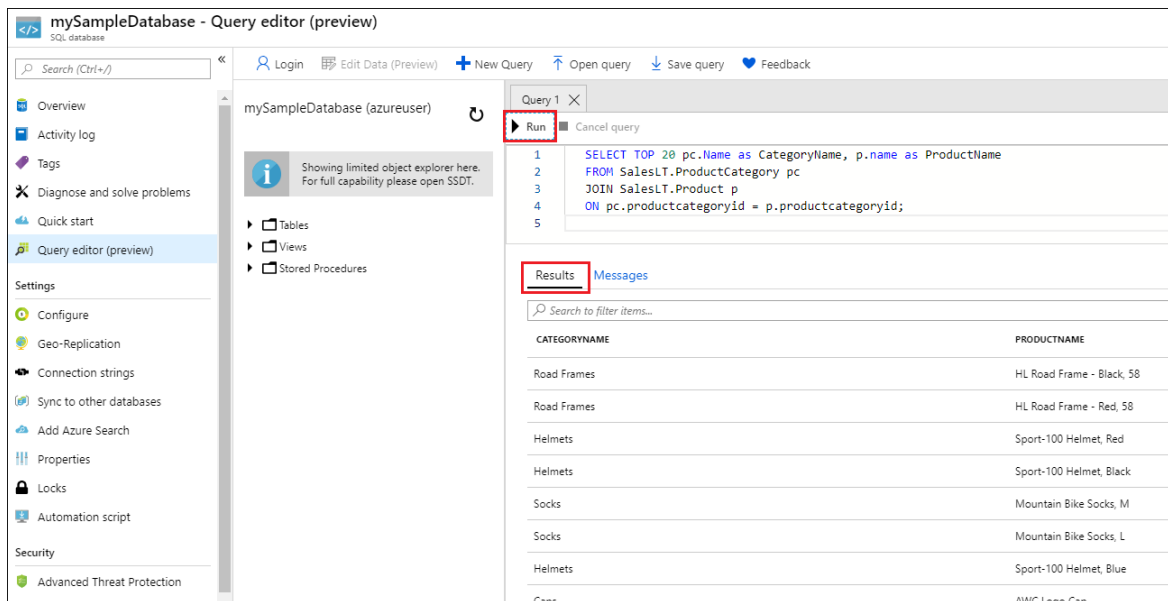 mySampleDatabase - Query editor (preview)
SQL database
Search (Ctrl+/)
«
Overview
Activity log
Tags
Diagnose and solve problems
Quick start
Query editor (preview)
Settings
Configure
Geo-Replication
Connection strings
Sync to other databases
Add Azure Search
Properties
Locks
Automation script
Security
Advanced Threat Protection
Login
Edit Data (Preview)
New Query
Open query
Save query
Feedback
mySampleDatabase (azureuser)
Showing limited object explorer here.
For full capability please open SSDT.
Tables
Views
Stored Procedures
Query 1
Run
Cancel query
1 SELECT TOP 20 pc.Name as CategoryName, p.name as ProductName
2 FROM SalesLT.ProductCategory pc
3 JOIN SalesLT.Product p
4 ON pc.productcategoryid = p.productcategoryid;
5
Results Messages
Search to filter items...
CATEGORYNAME PRODUCTNAME
Road Frames HL Road Frame - Black, 58
Road Frames HL Road Frame - Red, 58
Helmets Sport-100 Helmet, Red
Helmets Sport-100 Helmet, Black
Socks Mountain Bike Socks, M
Socks Mountain Bike Socks, L
Helmets Sport-100 Helmet, Blue
Caps AWC Logo Cap